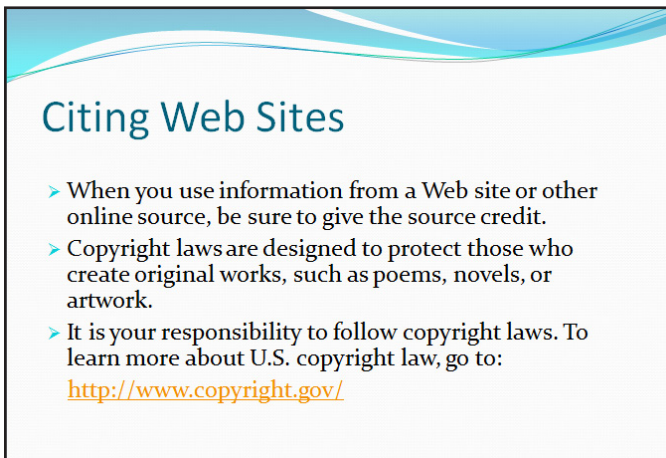 Citing Web Sites
When you use information from a Web site or other
online source, be sure to give the source credit.
Copyright laws are designed to protect those who
create original works, such as poems, novels, or
artwork.
It is your responsibility to follow copyright laws. To
learn more about U.S. copyright law, go to:
http://www.copyright.gov/